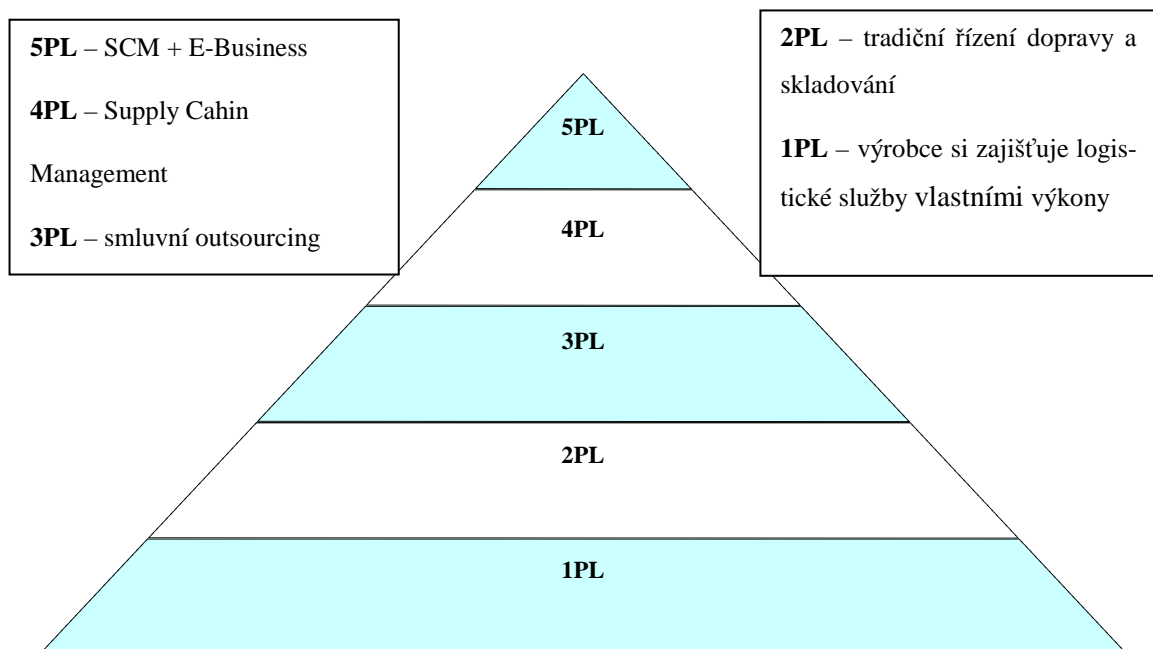 5PL – SCM + E-Business
4PL – Supply Cahin
Management
3PL – smluvní outsourcing
2PL – tradiční řízení dopravy a
skladování
1PL – výrobce si zajišťuje logis-
tické služby vlastními výkony
5PL
4PL
3PL
2PL
1PL